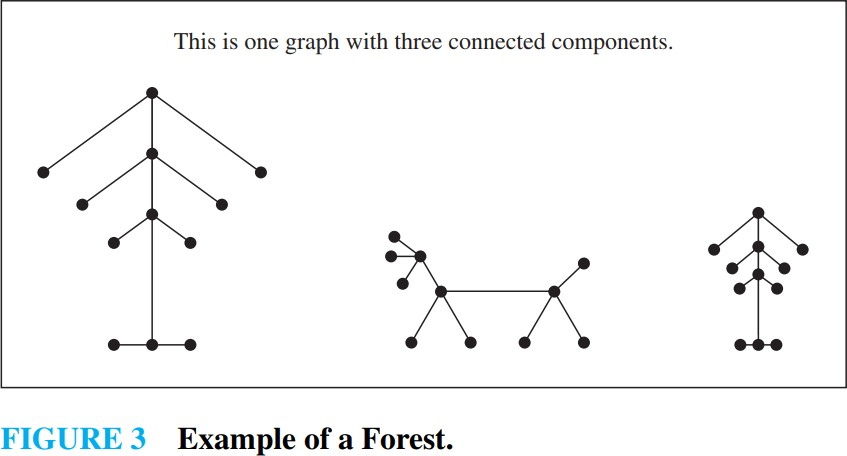 This is one graph with three connected components.
FIGURE 3 Example of a Forest.